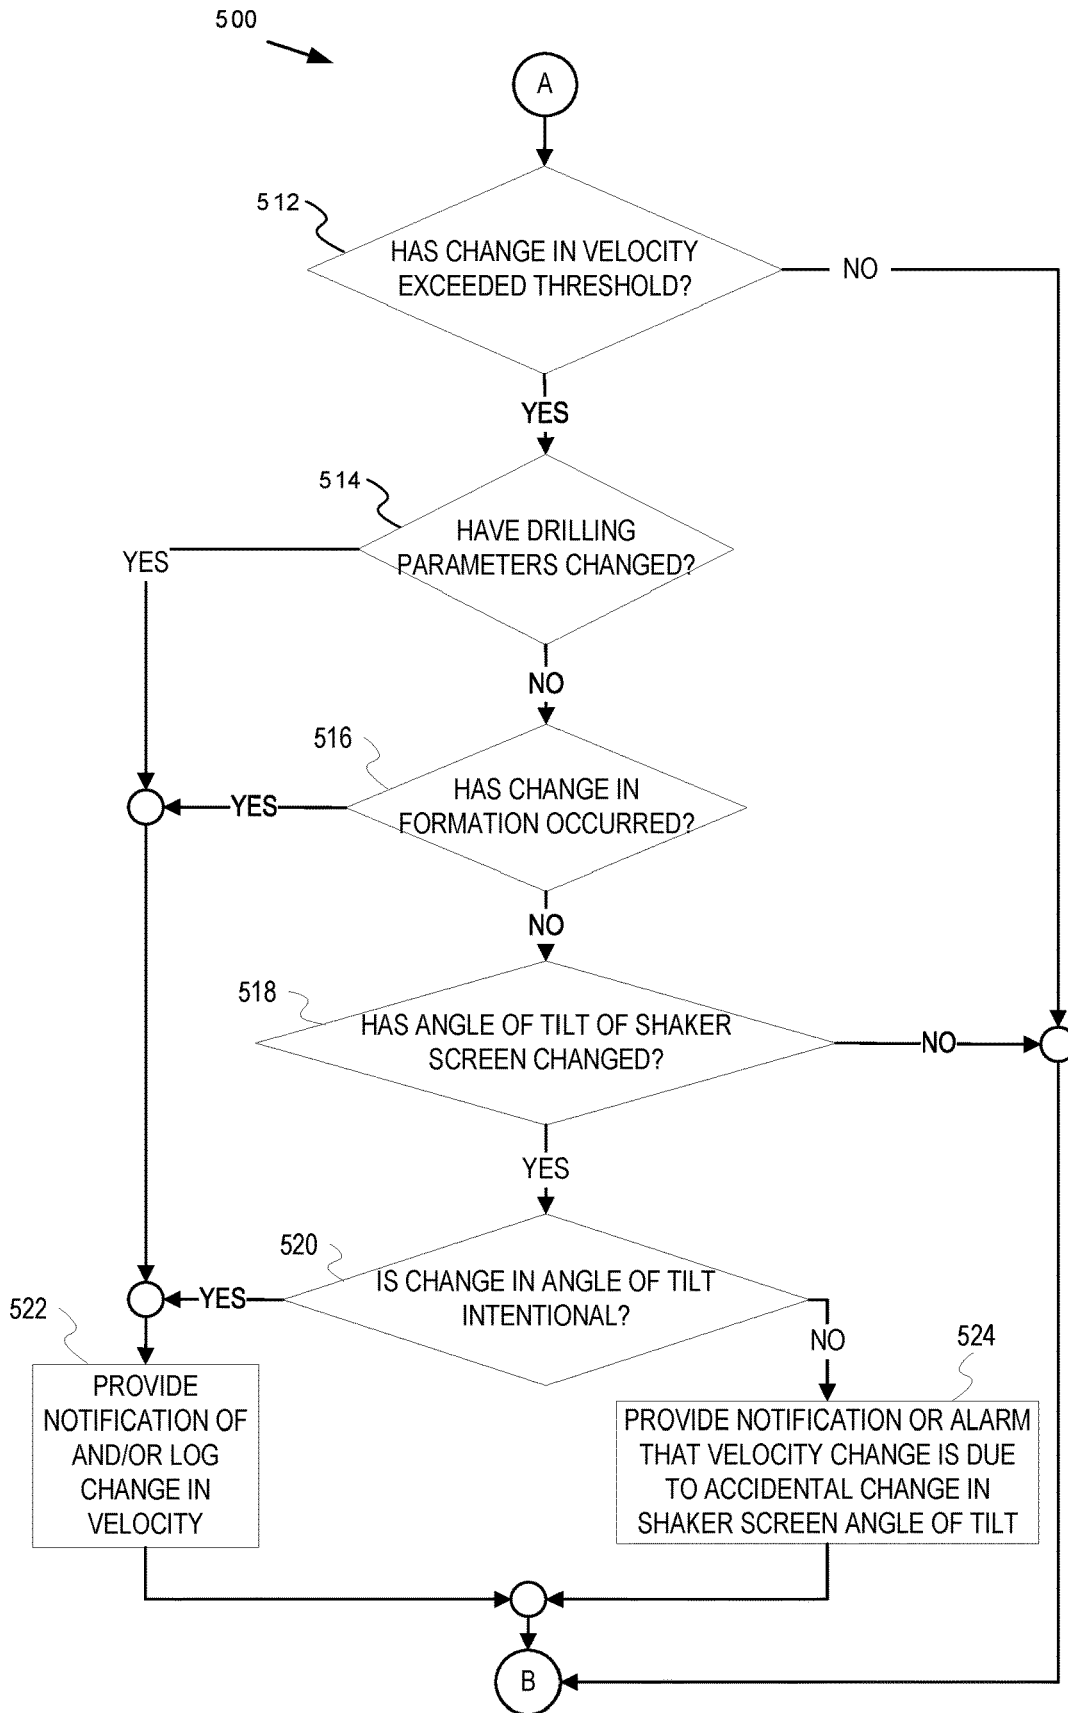 500
A
512
HAS CHANGE IN VELOCITY
EXCEEDED THRESHOLD?
NO
YES
514
HAVE DRILLING
PARAMETERS CHANGED?
YES
NO
516
HAS CHANGE IN
FORMATION OCCURRED?
YES
NO
518
HAS ANGLE OF TILT OF SHAKER
SCREEN CHANGED?
NO
YES
520
IS CHANGE IN ANGLE OF TILT
INTENTIONAL?
YES
NO
522
PROVIDE
NOTIFICATION OF
AND/OR LOG
CHANGE IN
VELOCITY
524
PROVIDE NOTIFICATION OR ALARM
THAT VELOCITY CHANGE IS DUE
TO ACCIDENTAL CHANGE IN
SHAKER SCREEN ANGLE OF TILT
B